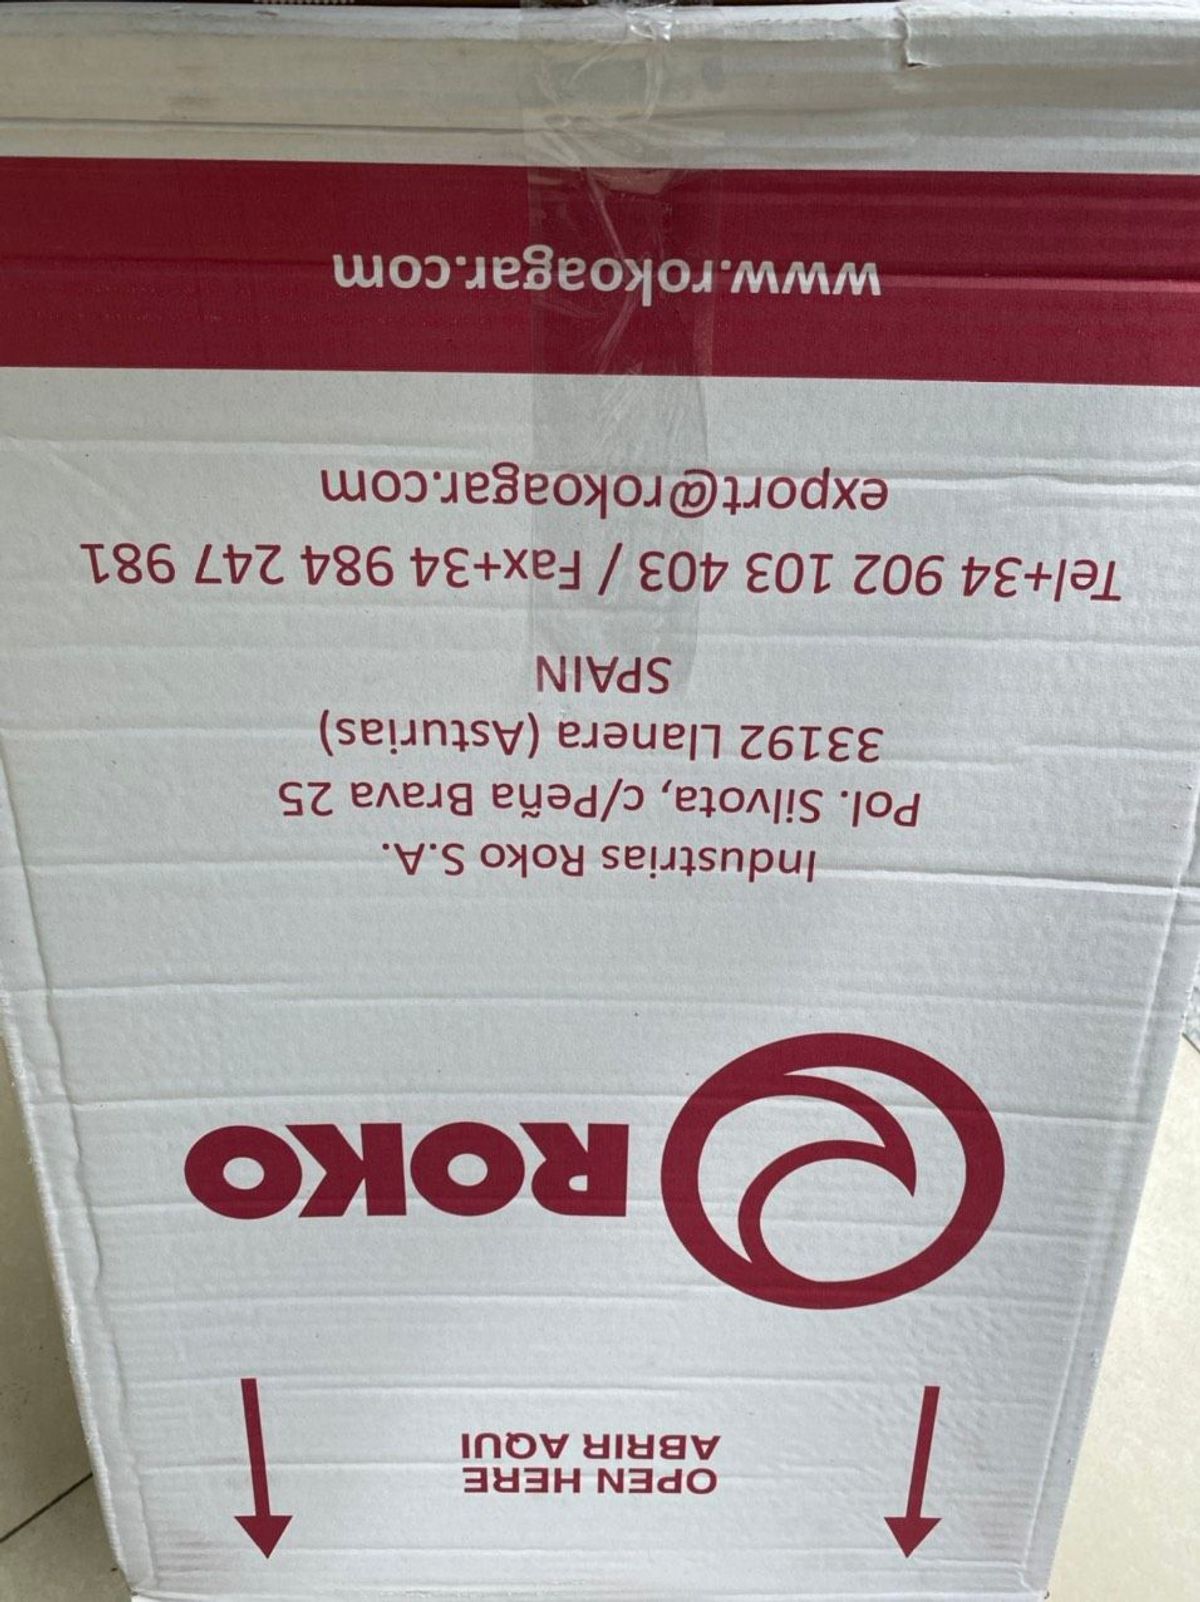 OPEN HERE
ABRIR AQUI
ROKO
Industrias Roko S.A.
Pol. Silvota, c/Peña Brava 25
33192 Llanera (Asturias)
SPAIN
Tel+34 902 103 403 / Fax+34 984 247 981
export@rokoagar.com
www.rokoagar.com